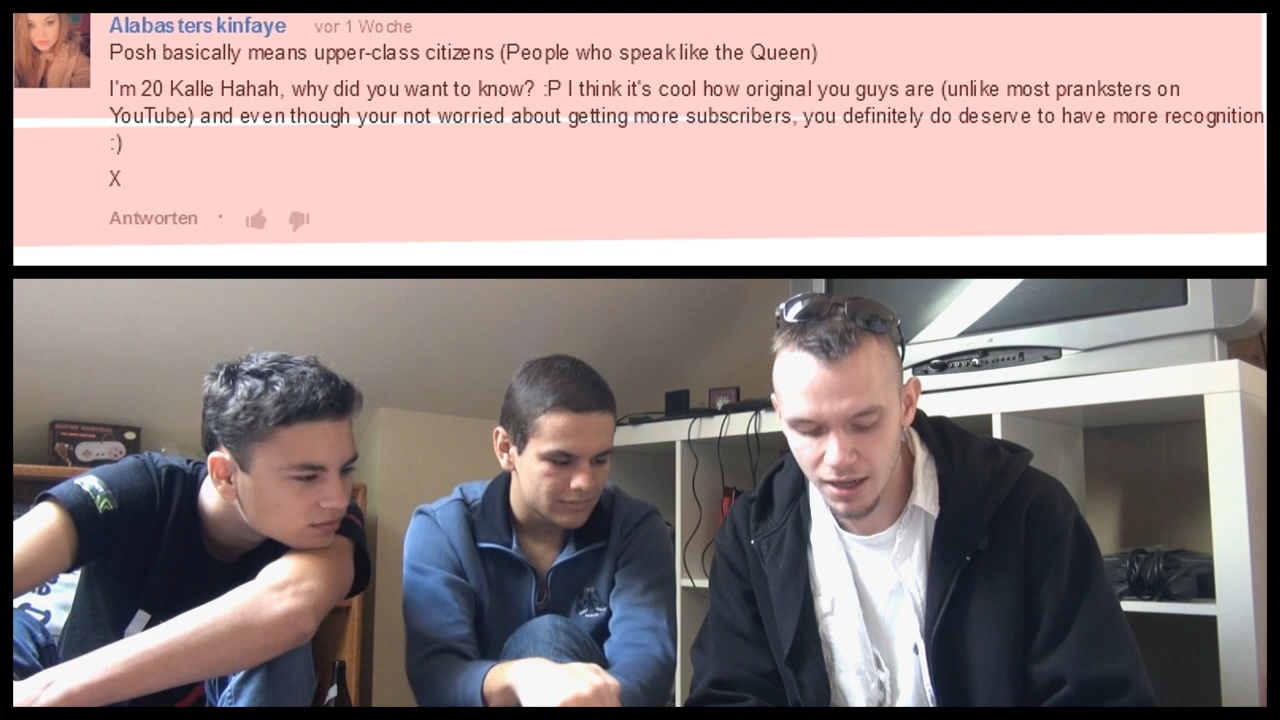 Alabasterskinfaye vor 1 Woche
Posh basically means upper-class citizens (People who speak like the Queen)
I'm 20 Kalle Hahah, why did you want to know? :P I think it's cool how original you guys are (unlike most pranksters on
YouTube) and even though your not worried about getting more subscribers, you definitely do deserve to have more recognition
:)
X
Antworten ·